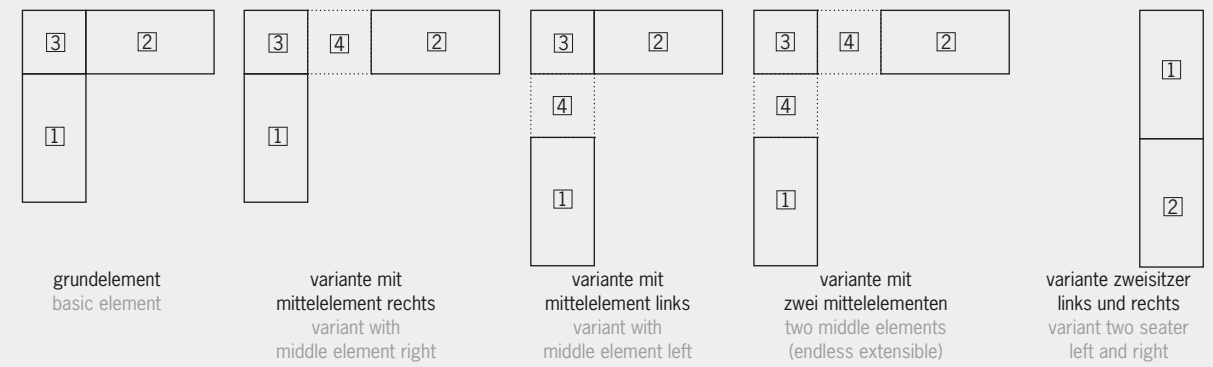 3 2
1
grundelement
basic element
3 4 2
1
variante mit
mittelelement rechts
variant with
middle element right
3 2
4
1
variante mit
mittelelement links
variant with
middle element left
3 4 2
4
1
variante mit
zwei mittelelementen
two middle elements
(endless extensible)
1
2
variante zweisitzer
links und rechts
variant two seater
left and right